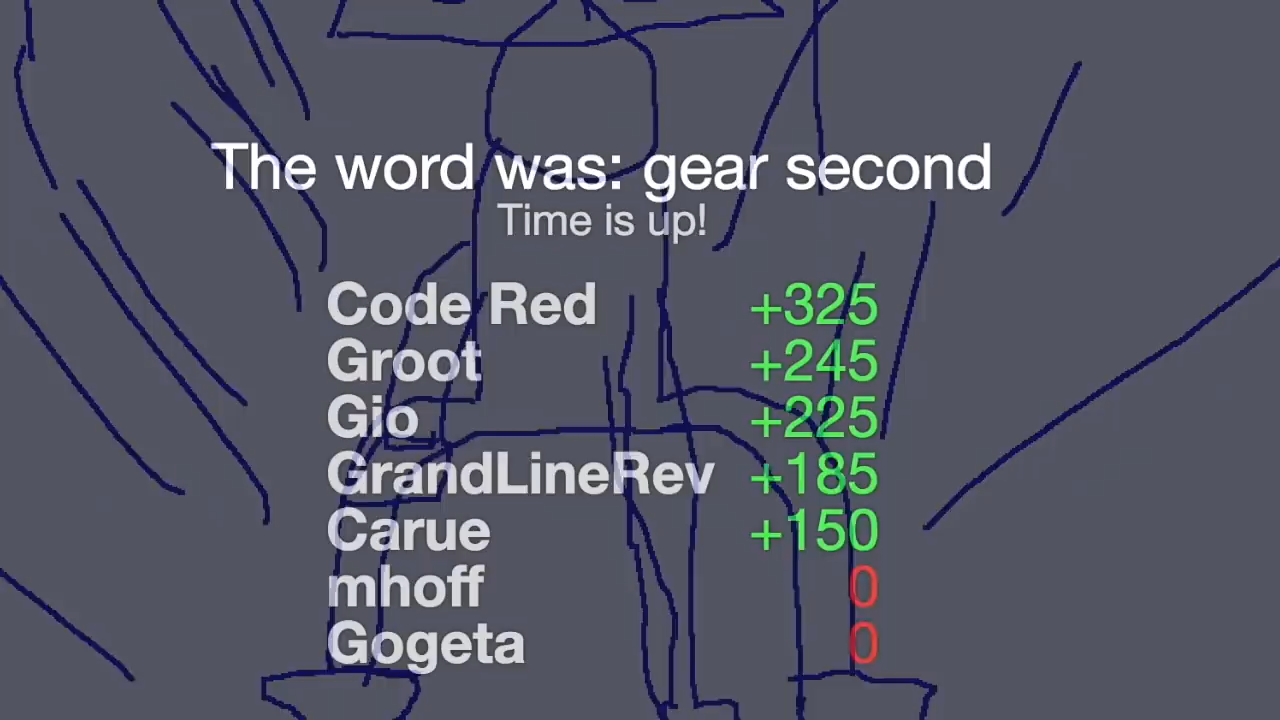 The word was: gear second
Time is up!
Code Red +325
Groot +245
Gio +225
GrandLineRev +185
Carue +150
mhoff 0
Gogeta 0